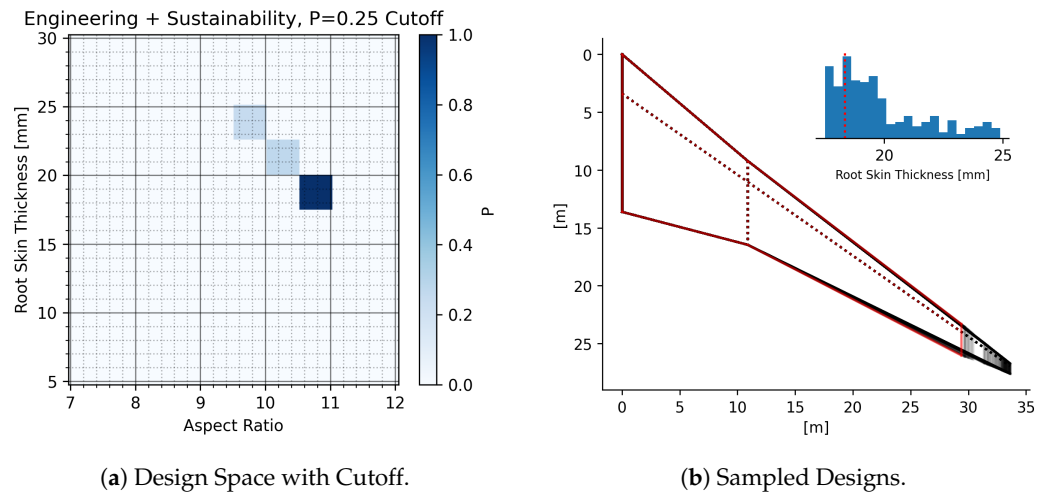 Engineering + Sustainability, P=0.25 Cutoff
30
25
20
15
10
5
Root Skin Thickness [mm]
7 8 9 10 11 12
Aspect Ratio
1.0
0.8
0.6
0.4
0.2
0.0
P
(a) Design Space with Cutoff.
0
5
10
15
20
25
[m]
0 5 10 15 20 25 30 35
[m]
20 25
Root Skin Thickness [mm]
(b) Sampled Designs.